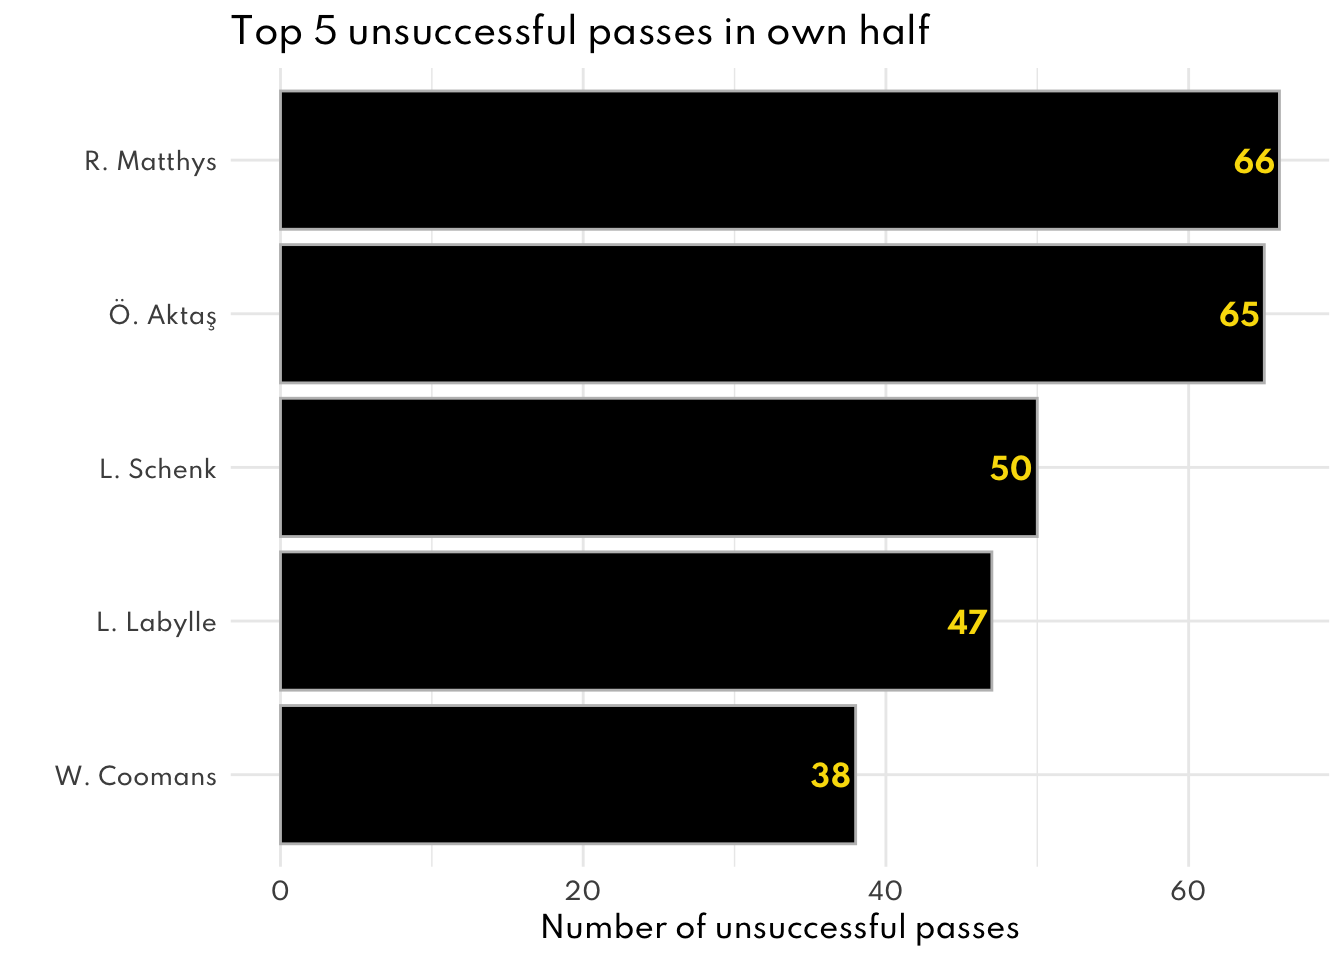 Top 5 unsuccessful passes in own half
R. Matthys
66
Ö. Aktaş
65
L. Schenk
50
L. Labylle
47
W. Coomans
38
0 20 40 60
Number of unsuccessful passes